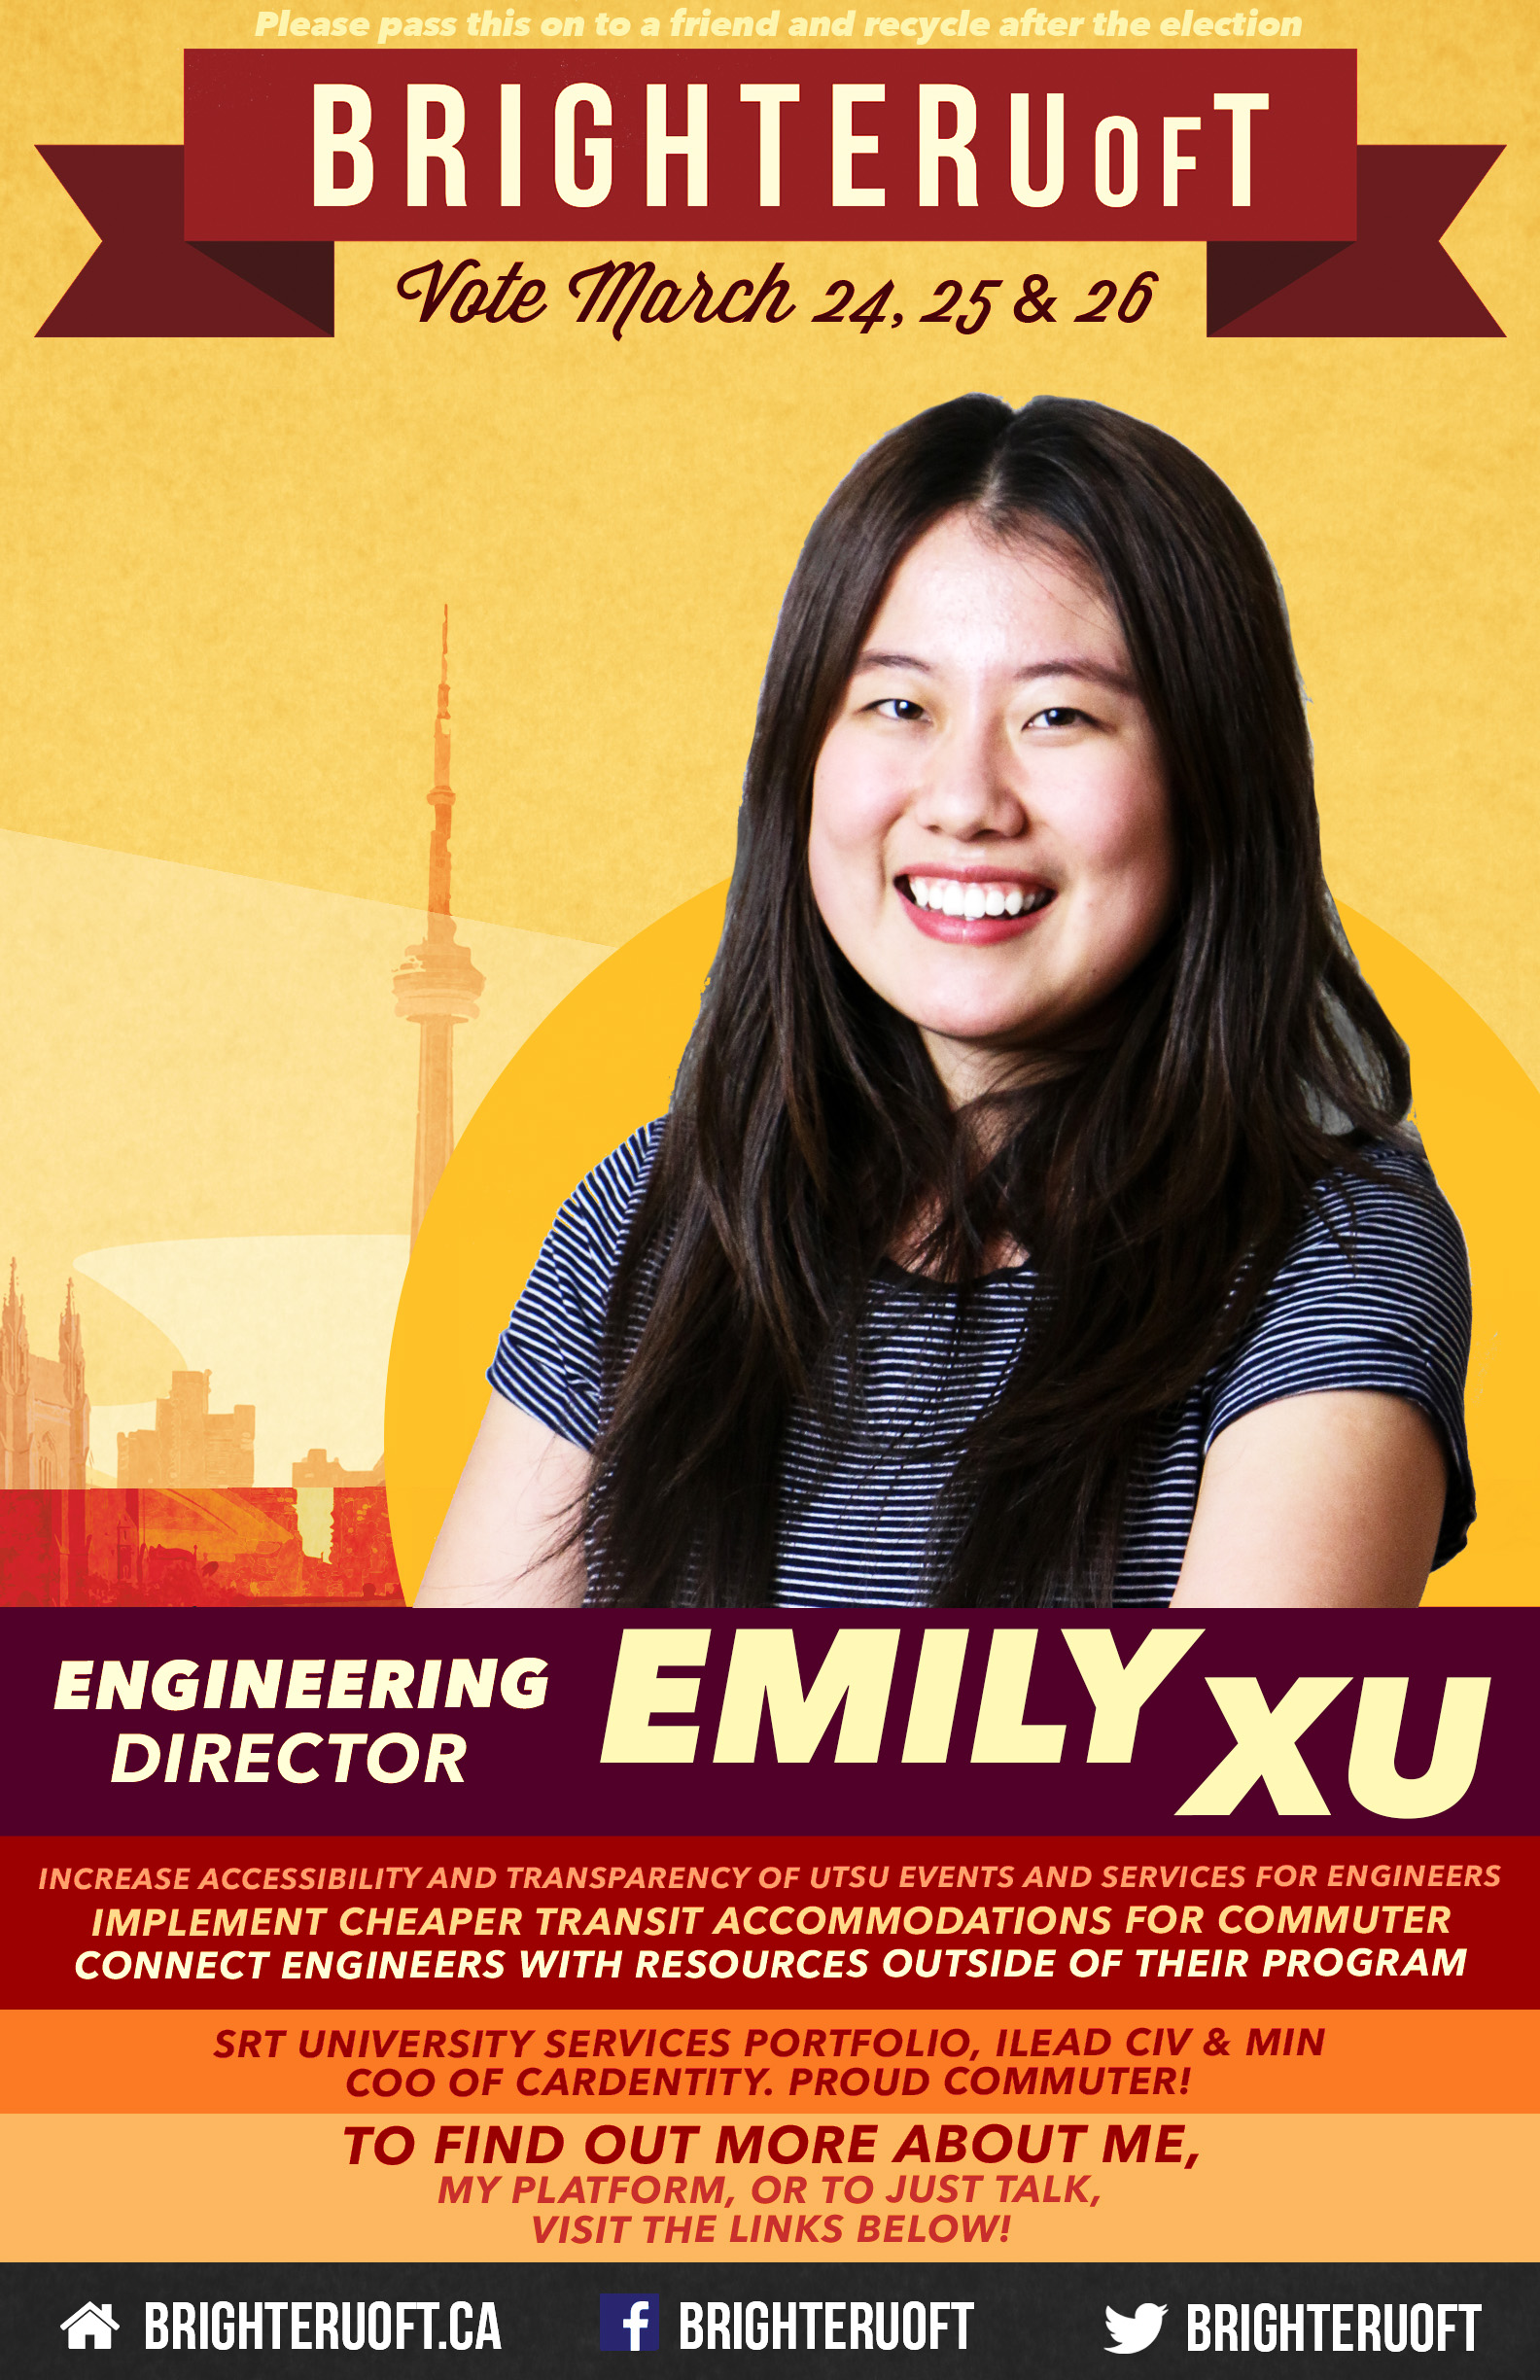 Please pass this on to a friend and recycle after the election
BRIGHTERUOFT
Vote March 24, 25 & 26
ENGINEERING
DIRECTOR
EMILY XU
INCREASE ACCESSIBILITY AND TRANSPARENCY OF UTSU EVENTS AND SERVICES FOR ENGINEERS
IMPLEMENT CHEAPER TRANSIT ACCOMMODATIONS FOR COMMUTER
CONNECT ENGINEERS WITH RESOURCES OUTSIDE OF THEIR PROGRAM
SRT UNIVERSITY SERVICES PORTFOLIO, ILEAD CIV & MIN
COO OF CARDENTITY. PROUD COMMUTER!
TO FIND OUT MORE ABOUT ME,
MY PLATFORM, OR TO JUST TALK,
VISIT THE LINKS BELOW!
BRIGHTERUOFT.CA f BRIGHTERUOFT BRIGHTERUOFT